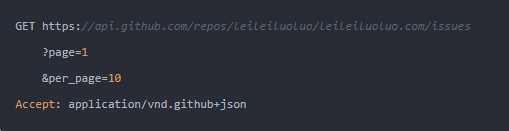 GET https://api.github.com/repos/leileiluoluo/leileiluoluo.com/issues
?page=1
&per_page=10
Accept: application/vnd.github+json